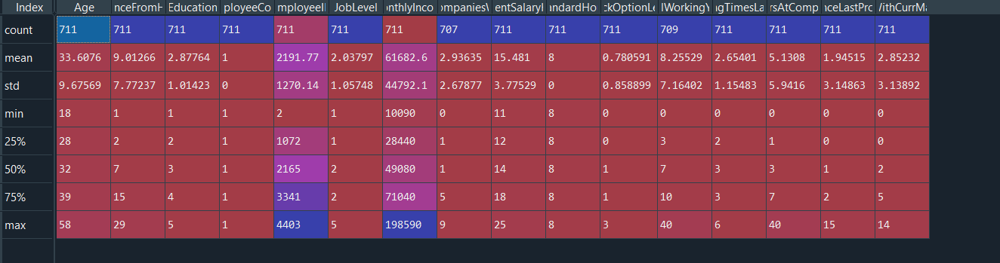 Index Age nceFromH Education ployeeCo mployeeI JobLevel nthlyInco ompaniesV entSalaryI andardHo ckOptionLe lWorkingY gTimesLa rsAtComp nceLastPro VithCurrMa
count 711 711 711 711 711 711 711 707 711 711 711 709 711 711 711 711
mean 33.6076 9.01266 2.87764 1 2191.77 2.03797 61682.6 2.93635 15.481 8 0.780591 8.25529 2.65401 5.1308 1.94515 2.85232
std 9.67569 7.77237 1.01423 0 1270.14 1.05748 44792.1 2.67877 3.77529 0 0.858899 7.16402 1.15483 5.9416 3.14863 3.13892
min 18 1 1 1 2 1 10090 0 11 8 0 0 0 0 0 0
25% 28 2 2 1 1072 1 28440 1 12 8 0 3 2 1 0 0
50% 32 7 3 1 2165 2 49080 1 14 8 1 7 3 3 1 2
75% 39 15 4 1 3341 2 71040 5 18 8 1 10 3 7 2 5
max 58 29 5 1 4403 5 198590 9 25 8 3 40 6 40 15 14